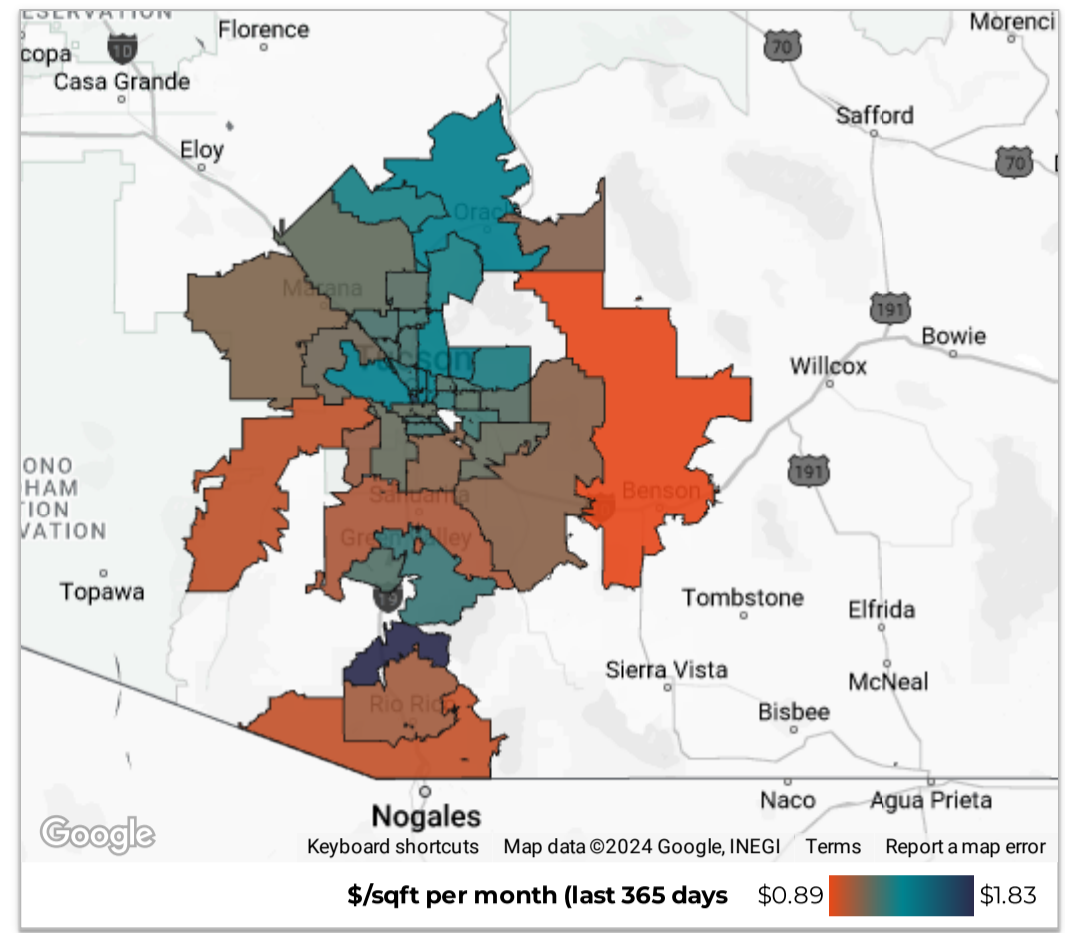 ESERVATION
Florence
Morenci
copa
10
70
Casa Grande
Safford
Eloy
70
Oracle
Marana
191
Bowie
Tucson
Willcox
ONO
HAM
TION
VATION
191
Sahuarita
Benson
Green Valley
Topawa
19
Tombstone
Elfrida
Sierra Vista
McNeal
Rio Ric
Bisbee
Nogales
Naco
Agua Prieta
Google
Keyboard shortcuts Map data ©2024 Google, INEGI Terms Report a map error
$/sqft per month (last 365 days $0.89 $1.83